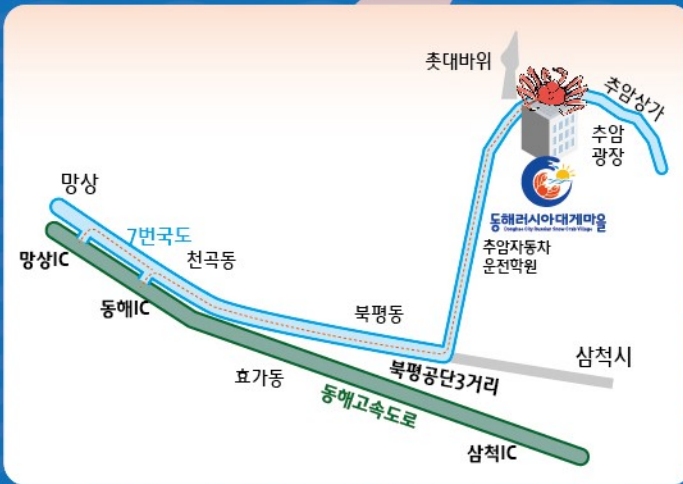 촛대바위
추암상가
추암
광장
동해러시아대게마을
추암자동차
운전학원
망상
7번국도
천곡동
망상IC
동해IC
북평동
북평공단3거리
삼척시
효가동
동해고속도로
삼척IC